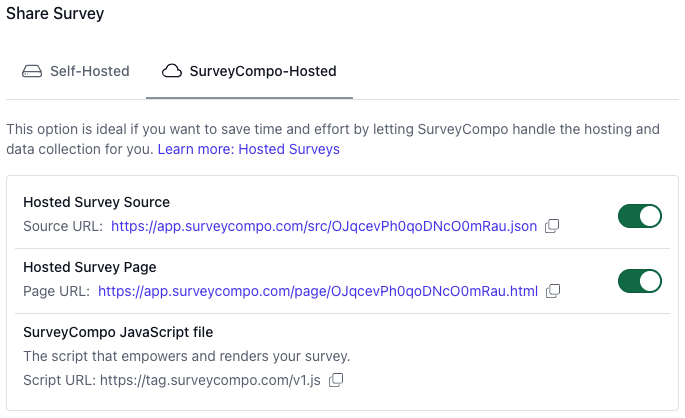 Share Survey
Self-Hosted
SurveyCompo-Hosted
This option is ideal if you want to save time and effort by letting SurveyCompo handle the hosting and
data collection for you. Learn more: Hosted Surveys
Hosted Survey Source
Source URL: https://app.surveycompo.com/src/OJqcevPh0qoDNcO0mRau.json
Hosted Survey Page
Page URL: https://app.surveycompo.com/page/OJqcevPh0qoDNcO0mRau.html
SurveyCompo JavaScript file
The script that empowers and renders your survey.
Script URL: https://tag.surveycompo.com/v1.js